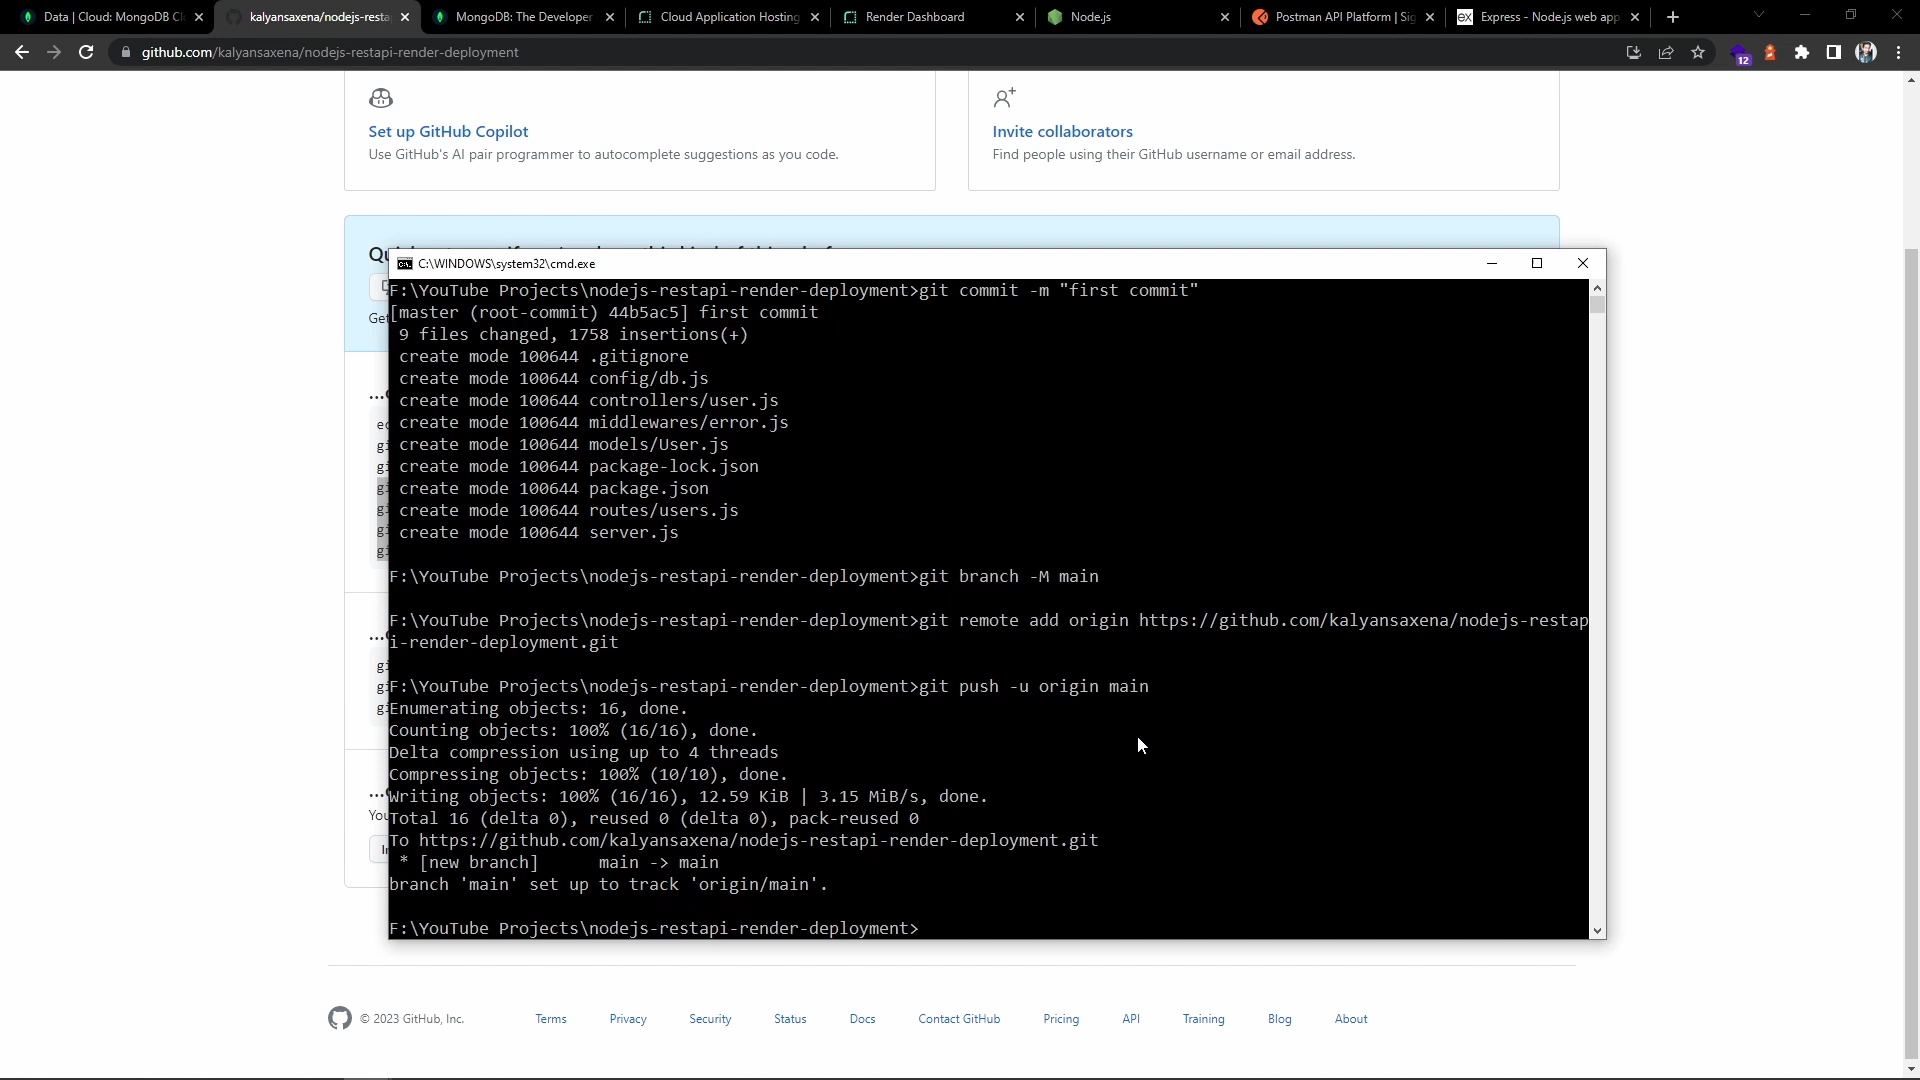 Data | Cloud: MongoDB Cl
kalyansaxena/nodejs-resta
MongoDB: The Developer
Cloud Application Hosting
Render Dashboard
Node.js
Postman API Platform | Sig
Express - Node.js web app
github.com/kalyansaxena/nodejs-restapi-render-deployment
12
Set up GitHub Copilot
Use GitHub's AI pair programmer to autocomplete suggestions as you code.
Invite collaborators
Find people using their GitHub username or email address.
C:\WINDOWS\system32\cmd.exe
F:\YouTube Projects\nodejs-restapi-render-deployment>git commit -m "first commit"
[master (root-commit) 44b5ac5] first commit
9 files changed, 1758 insertions(+)
create mode 100644 .gitignore
create mode 100644 config/db.js
create mode 100644 controllers/user.js
create mode 100644 middlewares/error.js
create mode 100644 models/User.js
create mode 100644 package-lock.json
create mode 100644 package.json
create mode 100644 routes/users.js
create mode 100644 server.js
F:\YouTube Projects\nodejs-restapi-render-deployment>git branch -M main
F:\YouTube Projects\nodejs-restapi-render-deployment>git remote add origin https://github.com/kalyansaxena/nodejs-restap
i-render-deployment.git
F:\YouTube Projects\nodejs-restapi-render-deployment>git push -u origin main
Enumerating objects: 16, done.
Counting objects: 100% (16/16), done.
Delta compression using up to 4 threads
Compressing objects: 100% (10/10), done.
Writing objects: 100% (16/16), 12.59 KiB | 3.15 MiB/s, done.
Total 16 (delta 0), reused 0 (delta 0), pack-reused 0
To https://github.com/kalyansaxena/nodejs-restapi-render-deployment.git
* [new branch]      main -> main
branch 'main' set up to track 'origin/main'.
F:\YouTube Projects\nodejs-restapi-render-deployment>
© 2023 GitHub, Inc.
Terms
Privacy
Security
Status
Docs
Contact GitHub
Pricing
API
Training
Blog
About